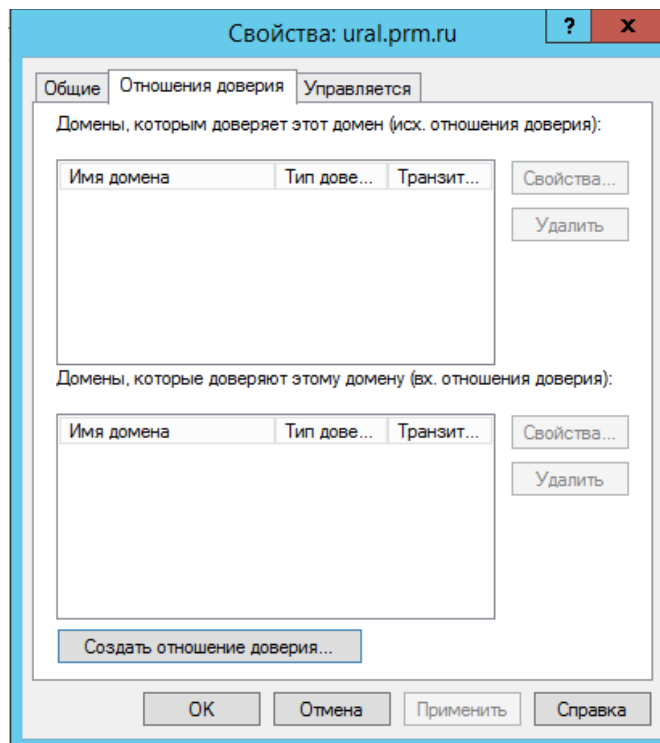 Свойства: ural.prm.ru
?
x
Общие Отношения доверия Управляется
Домены, которым доверяет этот домен (исх. отношения доверия):
Имя домена Тип дове... Транзит...
Свойства...
Удалить
Домены, которые доверяют этому домену (вх. отношения доверия):
Имя домена Тип дове... Транзит...
Свойства...
Удалить
Создать отношение доверия...
ОК Отмена Применить Справка